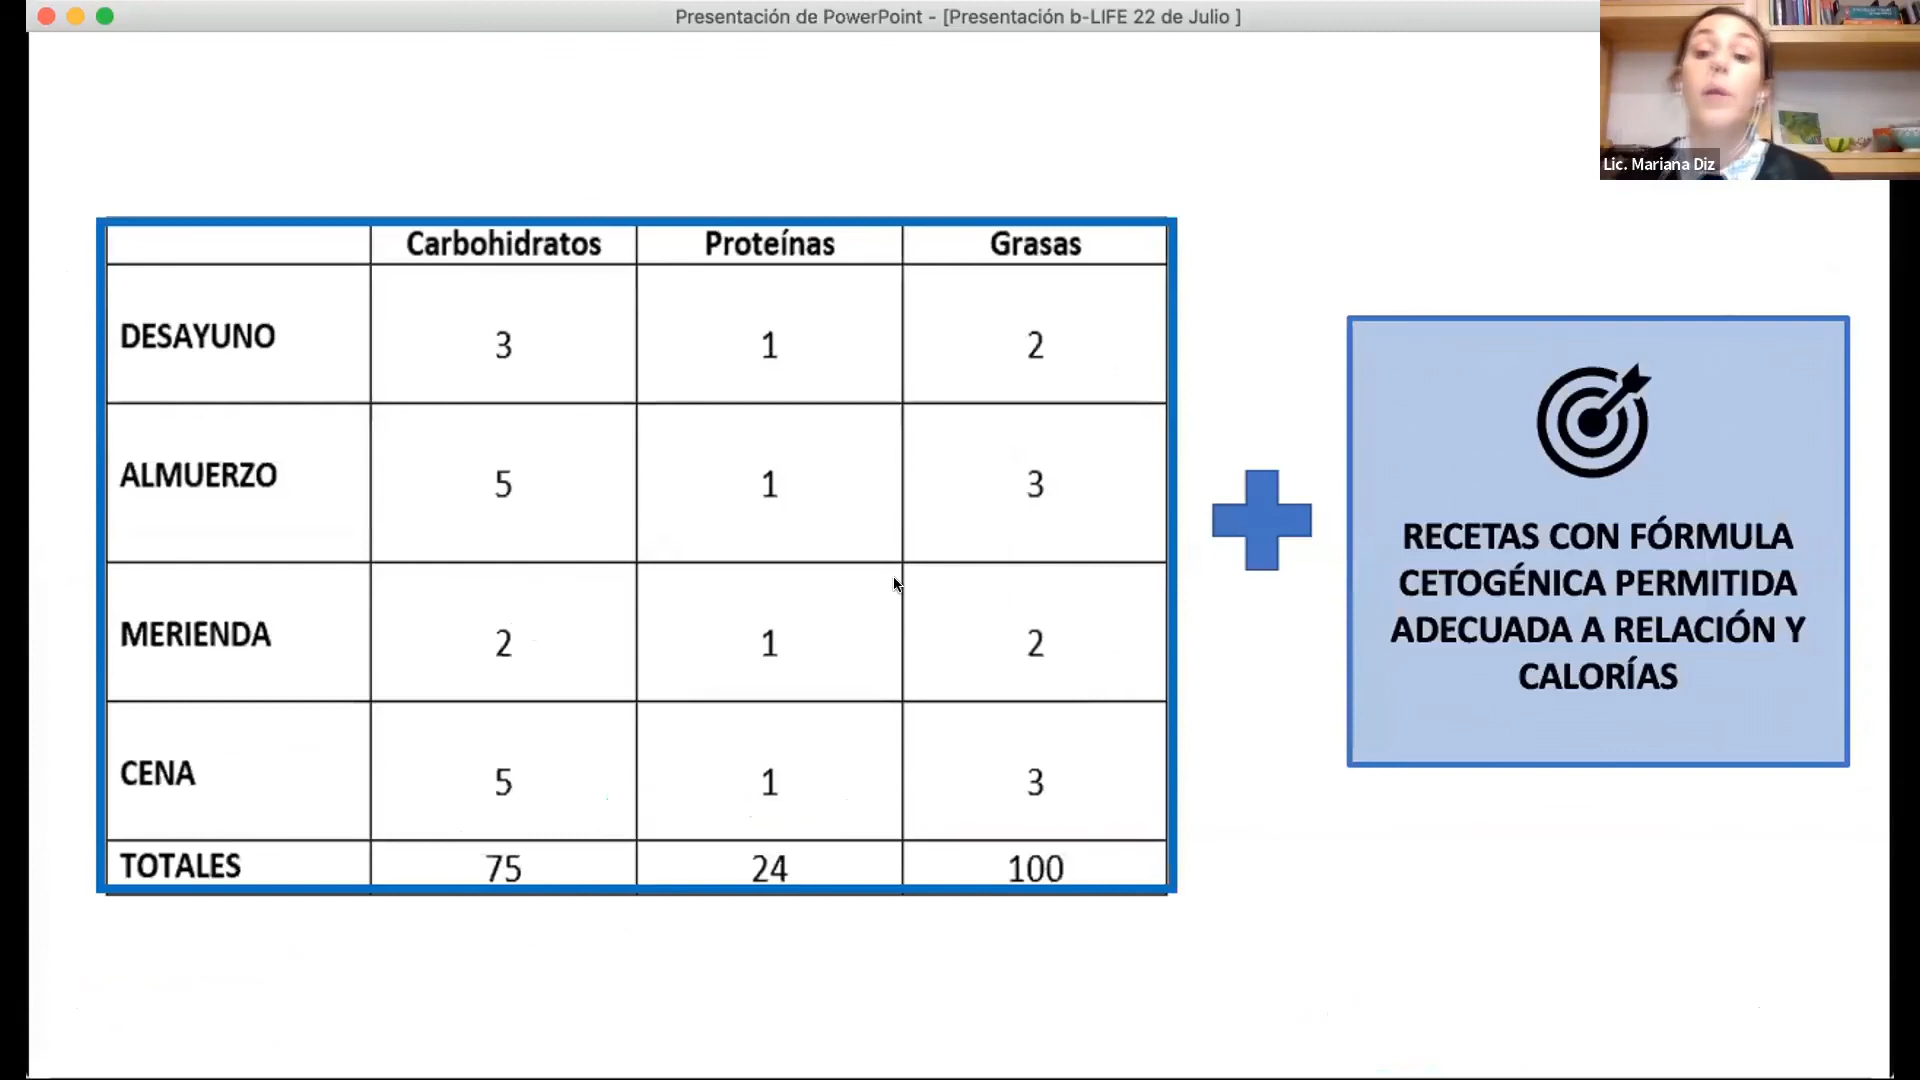 Presentación de PowerPoint - [Presentación b-LIFE 22 de Julio ]
Lic. Mariana Diz
Carbohidratos Proteínas Grasas
DESAYUNO 3 1 2
ALMUERZO 5 1 3
MERIENDA 2 1 2
CENA 5 1 3
TOTALES 75 24 100
RECETAS CON FÓRMULA
CETOGÉNICA PERMITIDA
ADECUADA A RELACIÓN Y
CALORÍAS